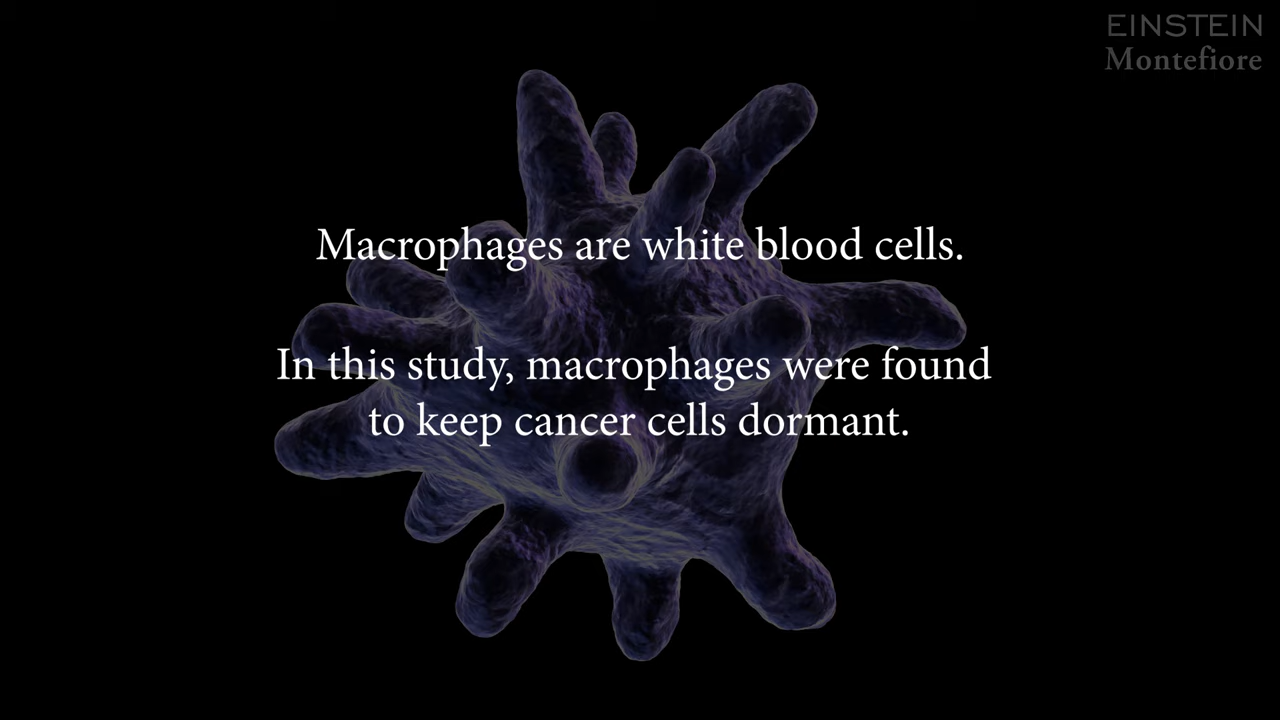 EINSTEIN
Montefiore
Macrophages are white blood cells.
In this study, macrophages were found
to keep cancer cells dormant.